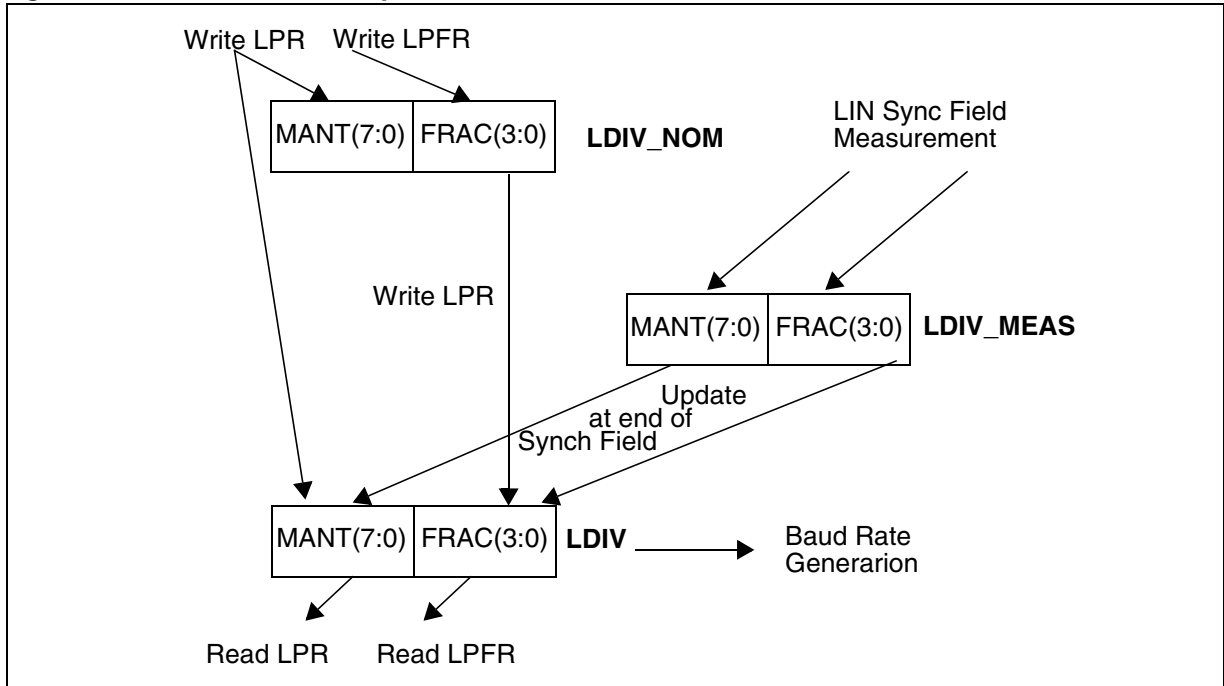 Write LPR
Write LPFR
MANT(7:0)
FRAC(3:0)
LDIV_NOM
LIN Sync Field
Measurement
Write LPR
MANT(7:0)
FRAC(3:0)
LDIV_MEAS
Update
at end of
Synch Field
MANT(7:0)
FRAC(3:0)
LDIV
Baud Rate
Generarion
Read LPR
Read LPFR